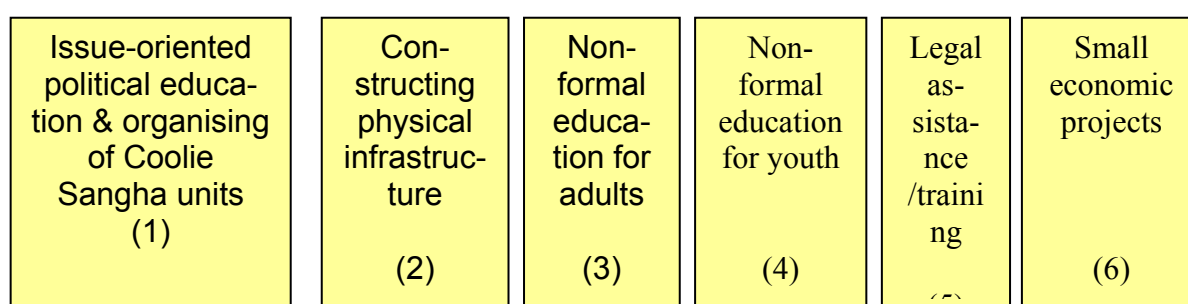 Issue-oriented
political educa-
tion & organising
of Coolie
Sangha units
(1)
Con-
structing
physical
infrastruc-
ture
(2)
Non-
formal
educa-
tion for
adults
(3)
Non-
formal
education
for youth
(4)
Legal
as-
sista-
nce
/traini
ng
Small
economic
projects
(6)